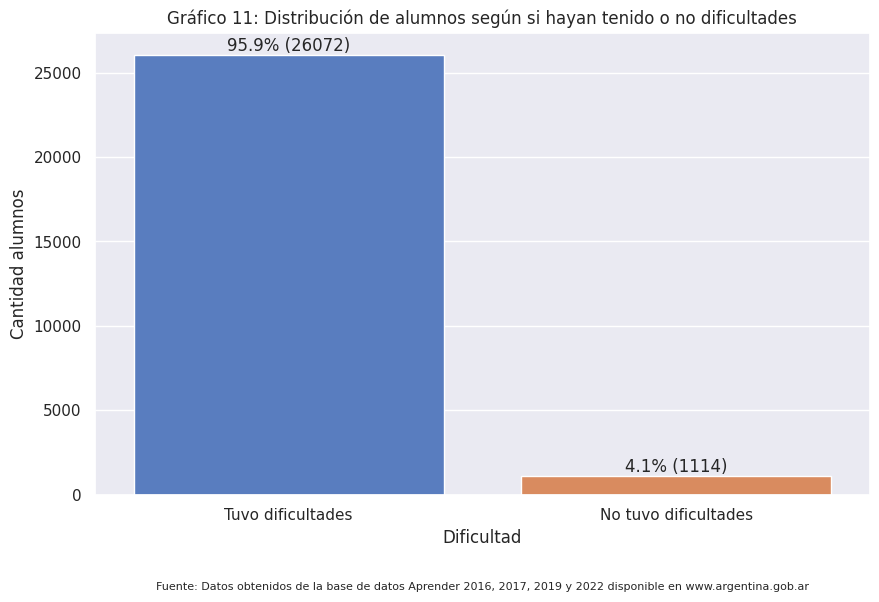 Gráfico 11: Distribución de alumnos según si hayan tenido o no dificultades
95.9% (26072)
4.1% (1114)
25000
20000
15000
10000
5000
0
Cantidad alumnos
Tuvo dificultades
No tuvo dificultades
Dificultad
Fuente: Datos obtenidos de la base de datos Aprender 2016, 2017, 2019 y 2022 disponible en www.argentina.gob.ar